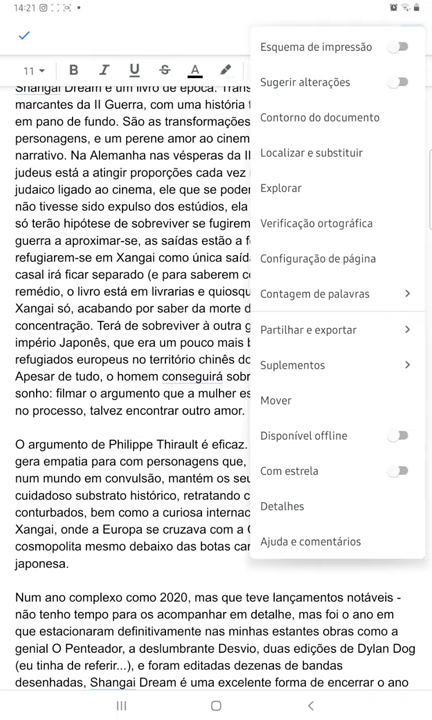 14:21
11
B I U S A
Esquema de impressão
Sugerir alterações
Contorno do documento
Localizar e substituir
Explorar
Verificação ortográfica
Configuração de página
Contagem de palavras
Partilhar e exportar
Suplementos
Mover
Disponível offline
Com estrela
Detalhes
Ajuda e comentários
Shangai Dream é um livro de época.
marcantes da II Guerra, com uma história
em pano de fundo. São as transformações
personagens, e um perene amor ao cinem
narrativo. Na Alemanha nas vésperas da II
judeus está a atingir proporções cada vez
judaico ligado ao cinema, ele que se poder
não tivesse sido expulso dos estúdios, ela
só terão hipótese de sobreviver se fugirem
guerra a aproximar-se, as saídas estão a
refugiarem-se em Xangai como única saíd
casal irá ficar separado (e para saberem
remédio, o livro está em livrarias e quiosqu
Xangai só, acabando por saber da morte d
concentração. Terá de sobreviver à outra g
império Japonês, que era um pouco mais b
refugiados europeus no território chinês
Apesar de tudo, o homem conseguirá sobr
sonho: filmar o argumento que a mulher es
no processo, talvez encontrar outro amor.
O argumento de Philippe Thirault é eficaz.
gera empatia para com personagens que,
num mundo em convulsão, mantém os seu
cuidadoso substrato histórico, retratando
conturbados, bem como a curiosa internac
Xangai, onde a Europa se cruzava com a
cosmopolita mesmo debaixo das botas car
japonesa.
Num ano complexo como 2020, mas que teve lançamentos notáveis -
não tenho tempo para os acompanhar em detalhe, mas foi o ano em
que estacionaram definitivamente nas minhas estantes obras como a
genial O Penteador, a deslumbrante Desvio, duas edições de Dylan Dog
(eu tinha de referir...), e foram editadas dezenas de bandas
desenhadas, Shangai Dream é uma excelente forma de encerrar o ano